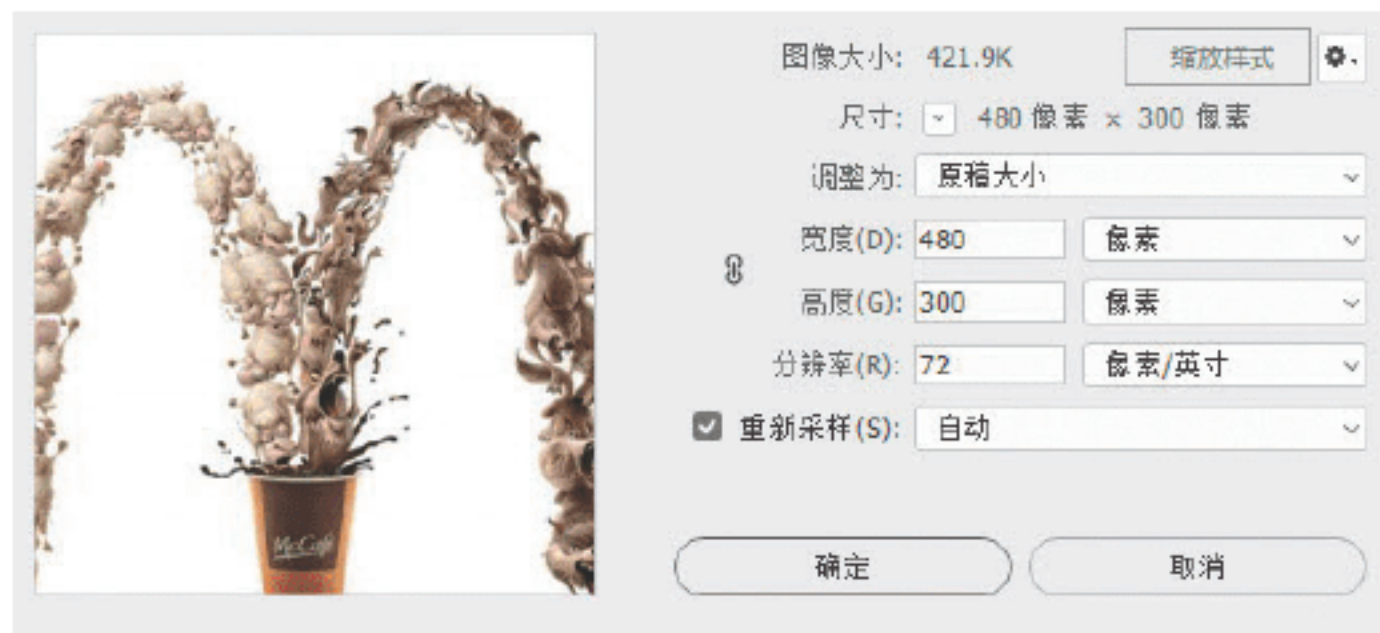 图像大小: 421.9K 缩放样式
尺寸: 480 像素 × 300 像素
调整为: 原稿大小
宽度(D): 480 像素
高度(G): 300 像素
分辨率(R): 72 像素/英寸
重新采样(S): 自动
McCafé
确定 取消